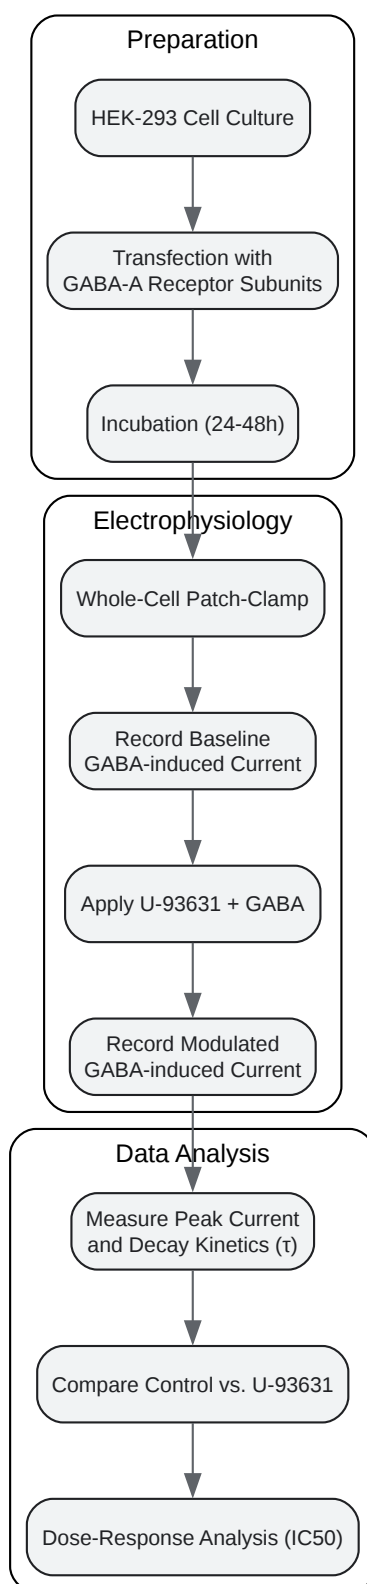 Preparation
HEK-293 Cell Culture
Transfection with
GABA-A Receptor Subunits
Incubation (24-48h)
Electrophysiology
Whole-Cell Patch-Clamp
Record Baseline
GABA-induced Current
Apply U-93631 + GABA
Record Modulated
GABA-induced Current
Data Analysis
Measure Peak Current
and Decay Kinetics (τ)
Compare Control vs. U-93631
Dose-Response Analysis (IC50)